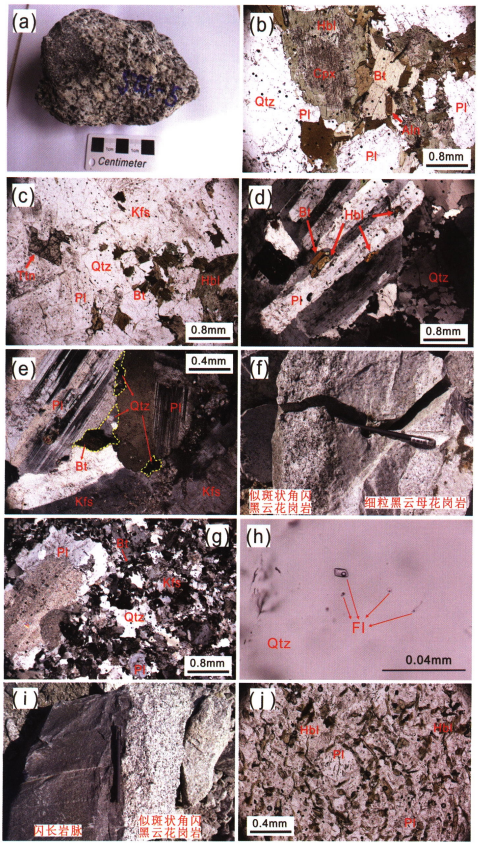 (a)
Centimeter
(b)
Hbl
Qtz
Bt
Pl
Pl
Pl
0.8mm
(c)
Kfs
Qtz
Pl
Bt
Hbl
0.8mm
(d)
Bt
Hbl
Qtz
Pl
0.8mm
(e)
0.4mm
Pl
Qtz
Pl
Bt
Kfs
Kfs
(f)
似斑状角闪
黑云花岗岩
细粒黑云母花岗岩
(g)
Pl
Bt
Kfs
Qtz
Pl
0.8mm
(h)
FI
Qtz
0.04mm
(i)
闪长岩脉
似斑状角闪
黑云花岗岩
(j)
Hbl
Hbl
Pl
Pl
0.4mm